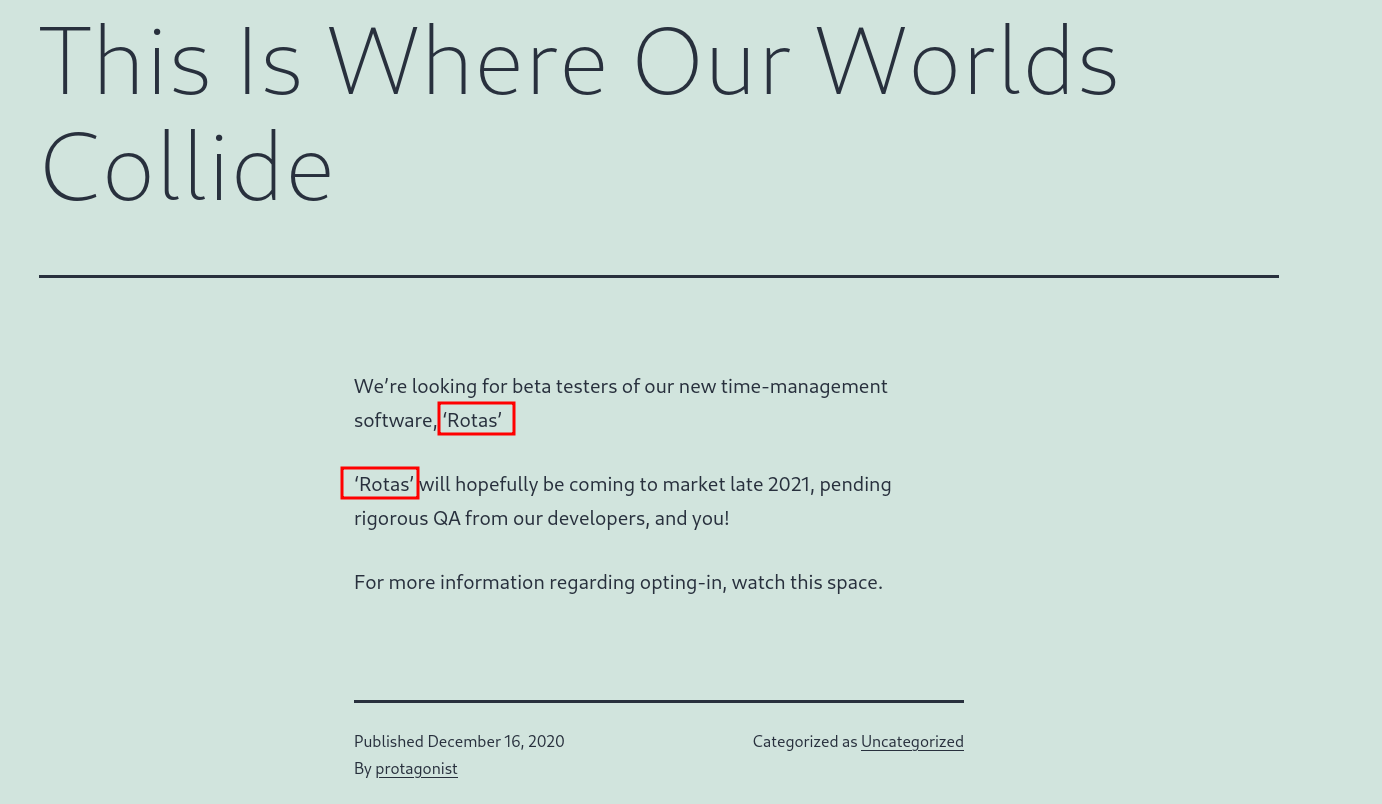 This Is Where Our Worlds
Collide
We’re looking for beta testers of our new time-management
software, ‘Rotas’
‘Rotas’ will hopefully be coming to market late 2021, pending
rigorous QA from our developers, and you!
For more information regarding opting-in, watch this space.
Published December 16, 2020
By protagonist
Categorized as Uncategorized